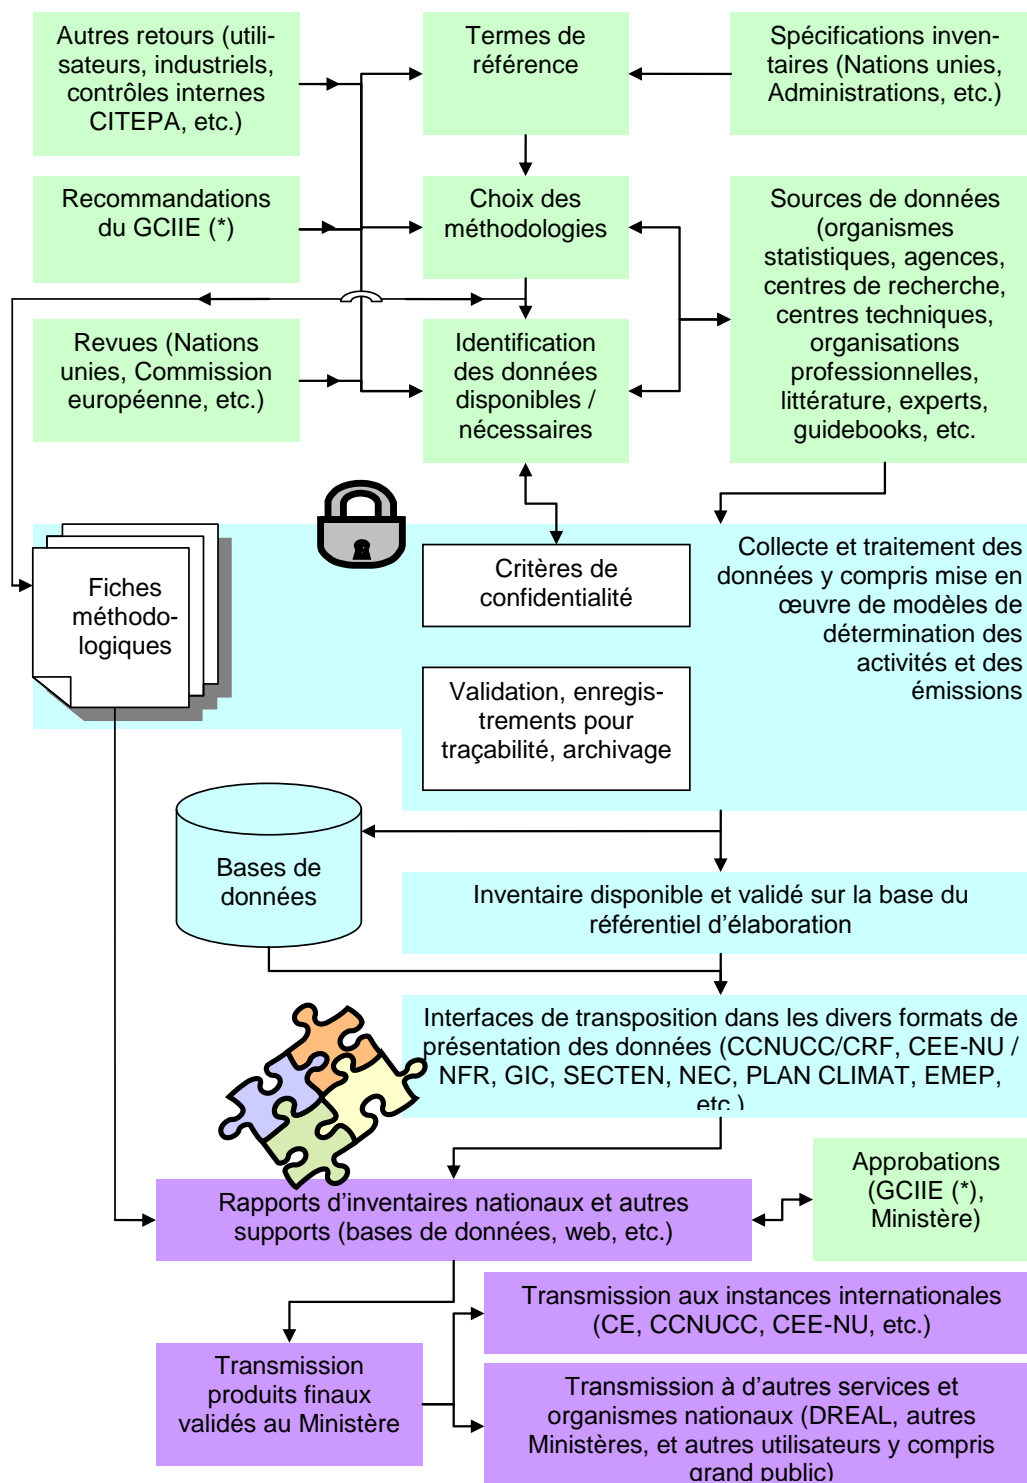 Autres retours (utili-
sateurs, industriels,
contrôles internes
CITEPA, etc.)
Termes de
référence
Spécifications inven-
taires (Nations unies,
Administrations, etc.)
Recommandations
du GCIIE (*)
Choix des
méthodologies
Sources de données
(organismes
statistiques, agences,
centres de recherche,
centres techniques,
organisations
professionnelles,
littérature, experts,
guidebooks, etc.
Revues (Nations
unies, Commission
européenne, etc.)
Identification
des données
disponibles /
nécessaires
Fiches
méthodo-
logiques
Critères de
confidentialité
Collecte et traitement des
données y compris mise en
œuvre de modèles de
détermination des
activités et des
émissions
Validation, enregis-
trements pour
traçabilité, archivage
Bases de
données
Inventaire disponible et validé sur la base du
référentiel d’élaboration
Interfaces de transposition dans les divers formats de
présentation des données (CCNUCC/CRF, CEE-NU /
NFR, GIC, SECTEN, NEC, PLAN CLIMAT, EMEP,
etc.)
Rapports d’inventaires nationaux et autres
supports (bases de données, web, etc.)
Approbations
(GCIIE (*),
Ministère)
Transmission
produits finaux
validés au Ministère
Transmission aux instances internationales
(CE, CCNUCC, CEE-NU, etc.)
Transmission à d’autres services et
organismes nationaux (DREAL, autres
Ministères, et autres utilisateurs y compris
grand public)